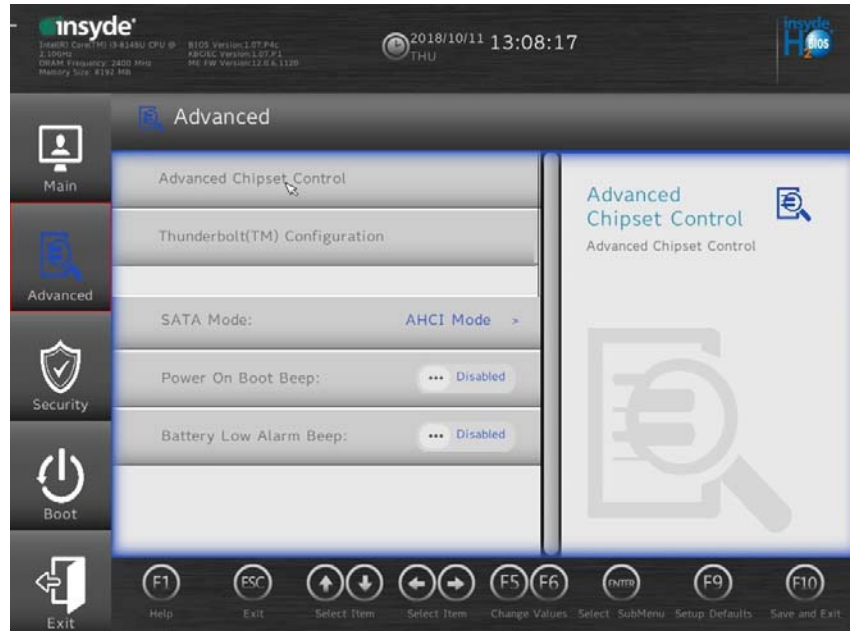 insyde®
Intel(R) Core(TM) i3-8145U CPU @
2.10GHz
DRAM Frequency: 2400 MHz
Memory Size: 8192 MB
BIOS Version:1.07.P4c
KBC/EC Version:1.07.P1
ME FW Version:12.0.6.1120
2018/10/11 13:08:17
THU
insyde
H2O
Bios
Advanced
Main
Advanced
Security
Boot
Exit
Advanced Chipset Control
Thunderbolt(TM) Configuration
SATA Mode: AHCI Mode >
Power On Boot Beep: ••• Disabled
Battery Low Alarm Beep: ••• Disabled
Advanced
Chipset Control
Advanced Chipset Control
F1
Help
ESC
Exit
Select Item
Select Item
F5 F6
Change Values
ENTER
Select SubMenu
F9
Setup Defaults
F10
Save and Exit